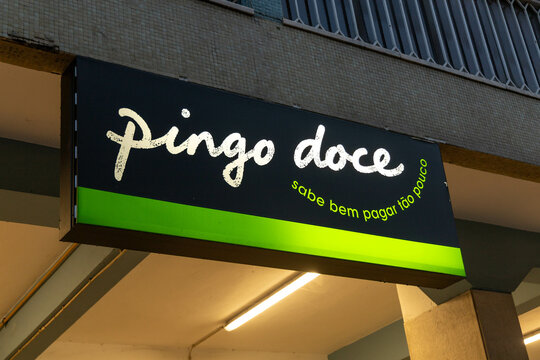 pingo doce
sabe bem pagar tão pouco